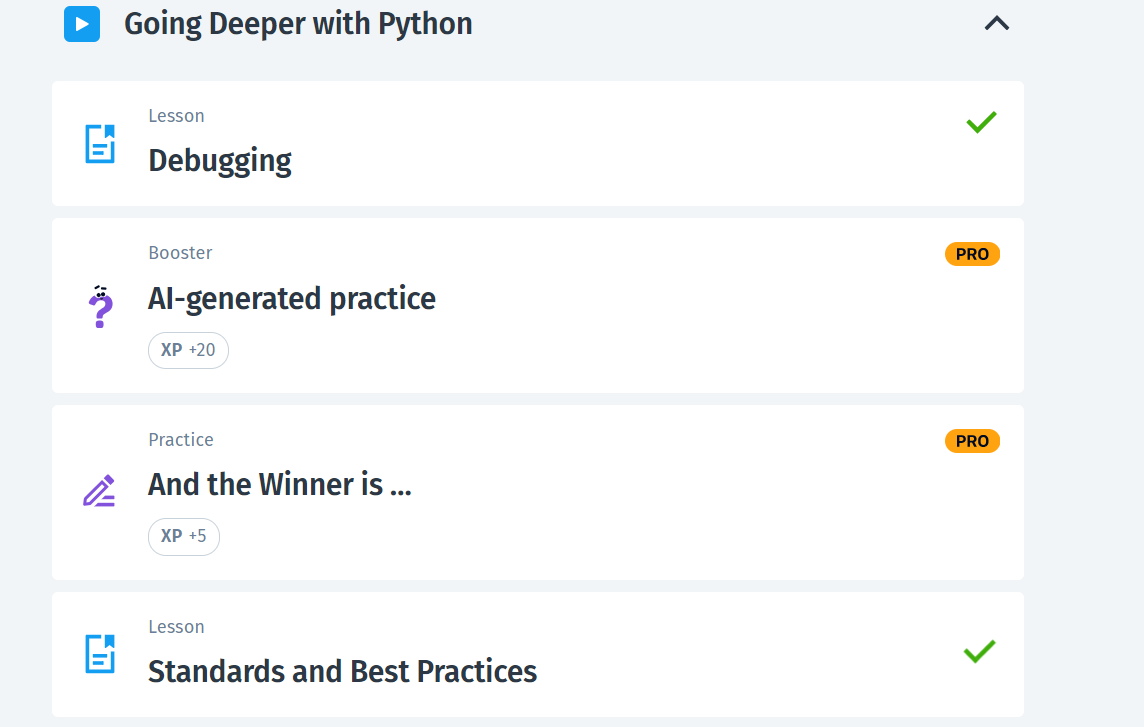 Going Deeper with Python
Lesson
Debugging
Booster
PRO
AI-generated practice
XP +20
Practice
PRO
And the Winner is ...
XP +5
Lesson
Standards and Best Practices